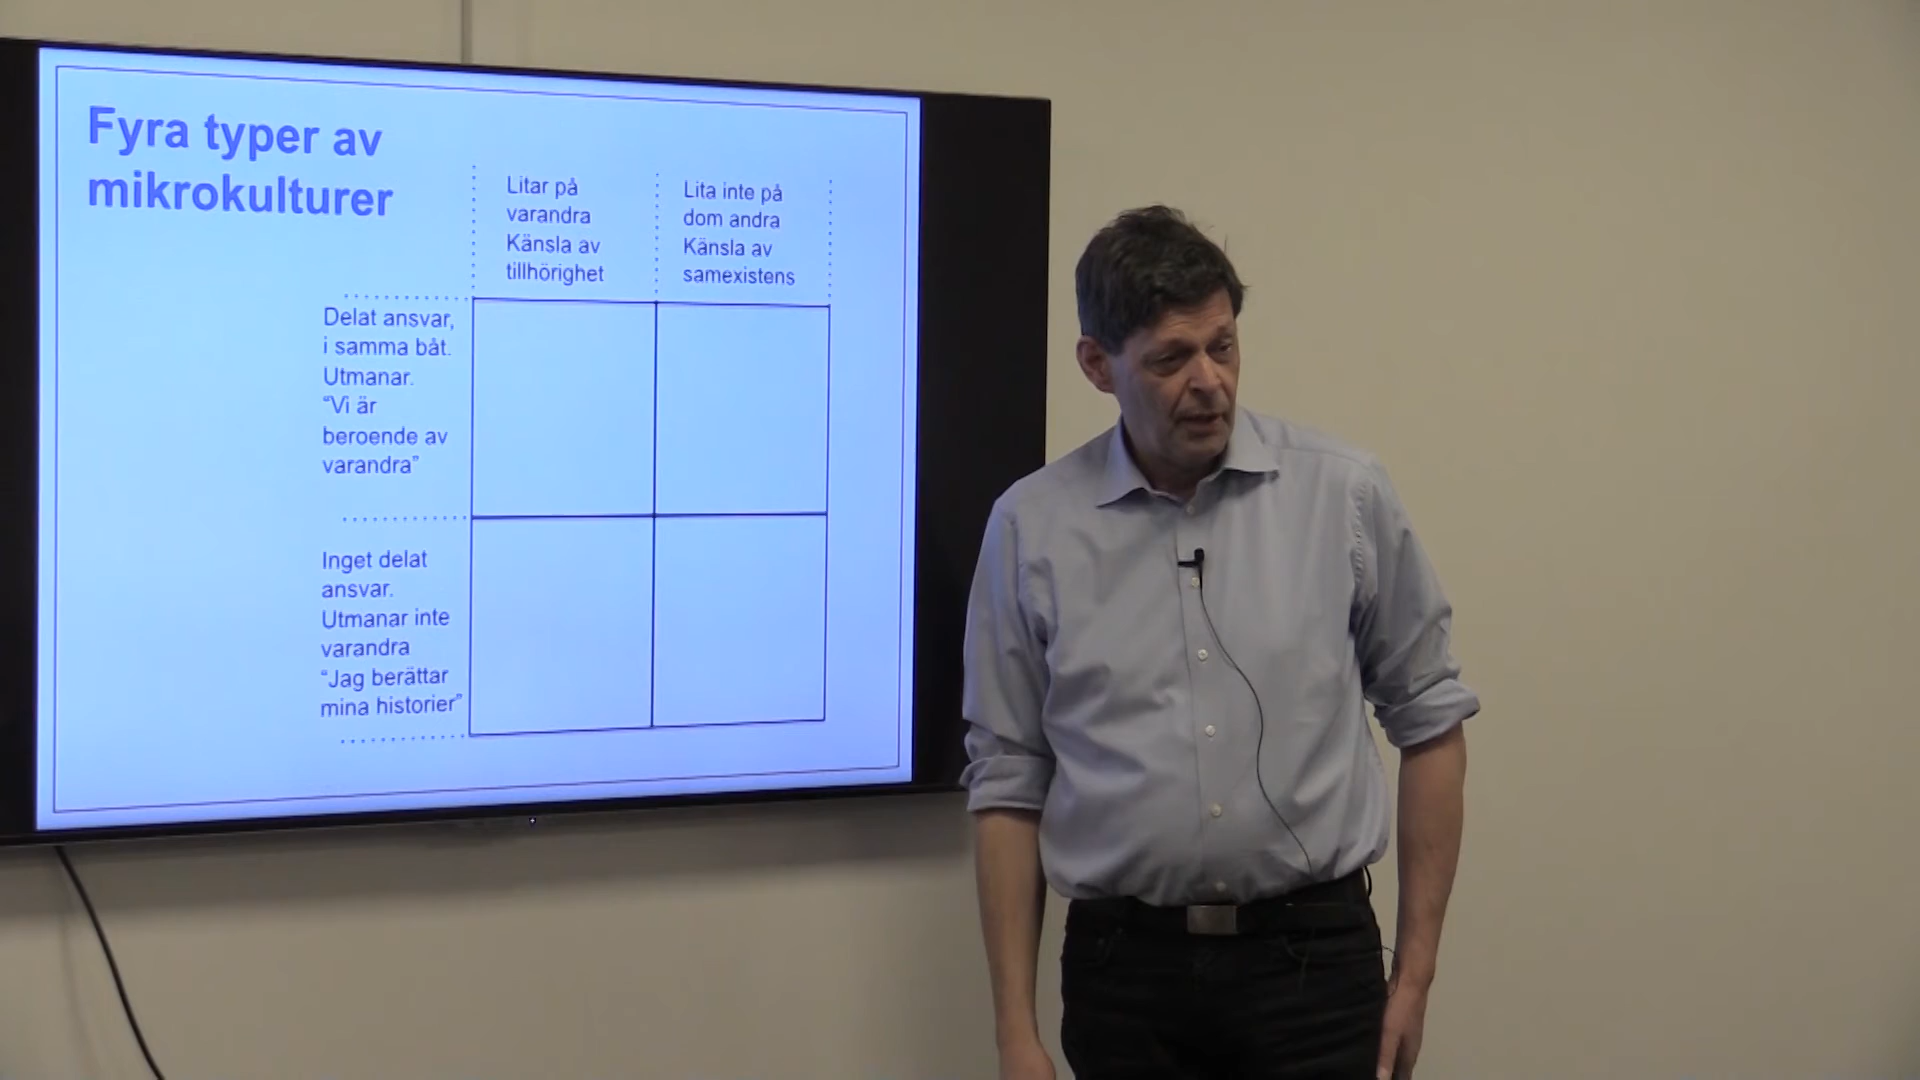 Fyra typer av
mikrokulturer
Litar på
varandra
Känsla av
tillhörighet
Lita inte på
dom andra
Känsla av
samexistens
Delat ansvar,
i samma båt.
Utmanar.
“Vi är
beroende av
varandra”
Inget delat
ansvar.
Utmanar inte
varandra
“Jag berättar
mina historier”